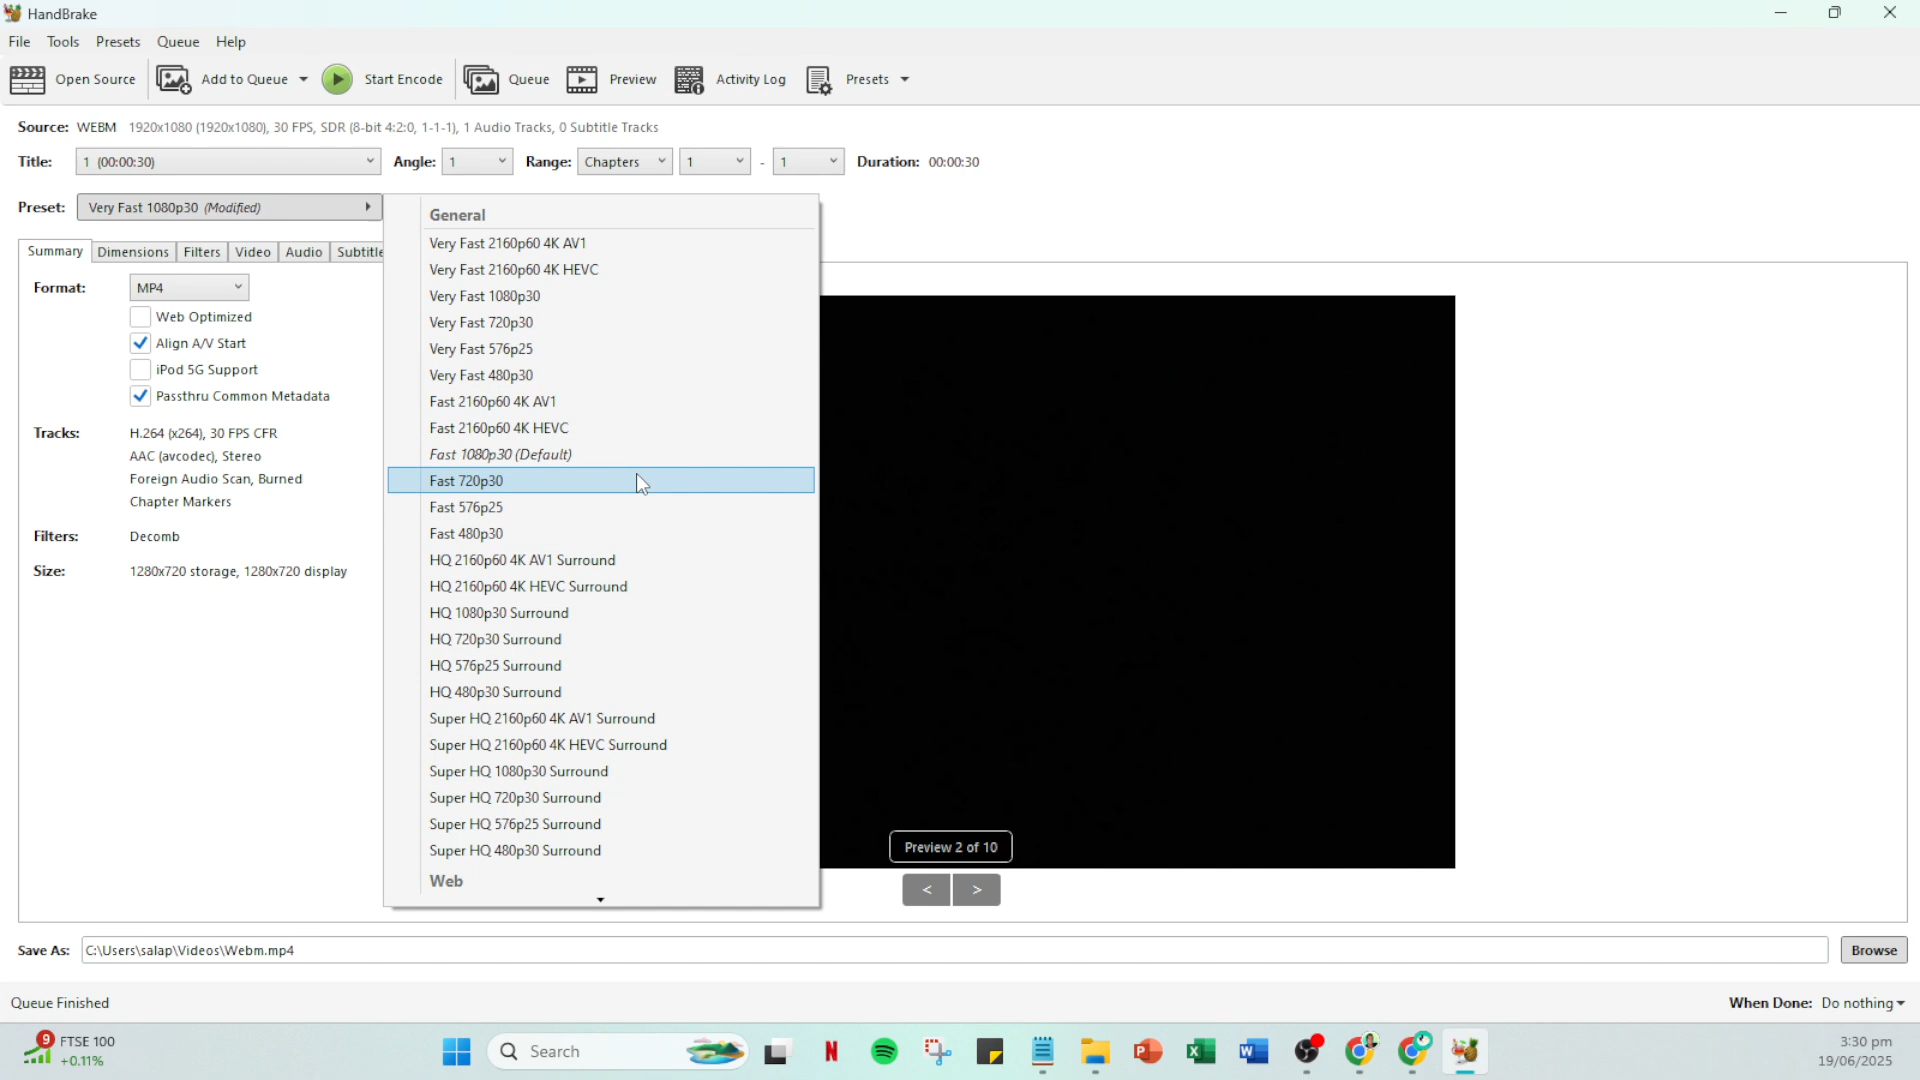 HandBrake
File Tools Presets Queue Help
Open Source Add to Queue Start Encode Queue Preview Activity Log Presets
Source: WEBM 1920x1080 (1920x1080), 30 FPS, SDR (8-bit 4:2:0, 1-1-1), 1 Audio Tracks, 0 Subtitle Tracks
Title: 1 (00:00:30) Angle: 1 Range: Chapters 1 - 1 Duration: 00:00:30
Preset: Very Fast 1080p30 (Modified)
Summary Dimensions Filters Video Audio Subtitle
Format: MP4
Web Optimized
Align A/V Start
iPod 5G Support
Passthru Common Metadata
Tracks: H.264 (x264), 30 FPS CFR
AAC (avcodec), Stereo
Foreign Audio Scan, Burned
Chapter Markers
Filters: Decomb
Size: 1280x720 storage, 1280x720 display
General
Very Fast 2160p60 4K AV1
Very Fast 2160p60 4K HEVC
Very Fast 1080p30
Very Fast 720p30
Very Fast 576p25
Very Fast 480p30
Fast 2160p60 4K AV1
Fast 2160p60 4K HEVC
Fast 1080p30 (Default)
Fast 720p30
Fast 576p25
Fast 480p30
HQ 2160p60 4K AV1 Surround
HQ 2160p60 4K HEVC Surround
HQ 1080p30 Surround
HQ 720p30 Surround
HQ 576p25 Surround
HQ 480p30 Surround
Super HQ 2160p60 4K AV1 Surround
Super HQ 2160p60 4K HEVC Surround
Super HQ 1080p30 Surround
Super HQ 720p30 Surround
Super HQ 576p25 Surround
Super HQ 480p30 Surround
Web
Preview 2 of 10
< >
Save As: C:\Users\salap\Videos\Webm.mp4 Browse
Queue Finished When Done: Do nothing
9 FTSE 100
+0.11%
Search
3:30 pm
19/06/2025